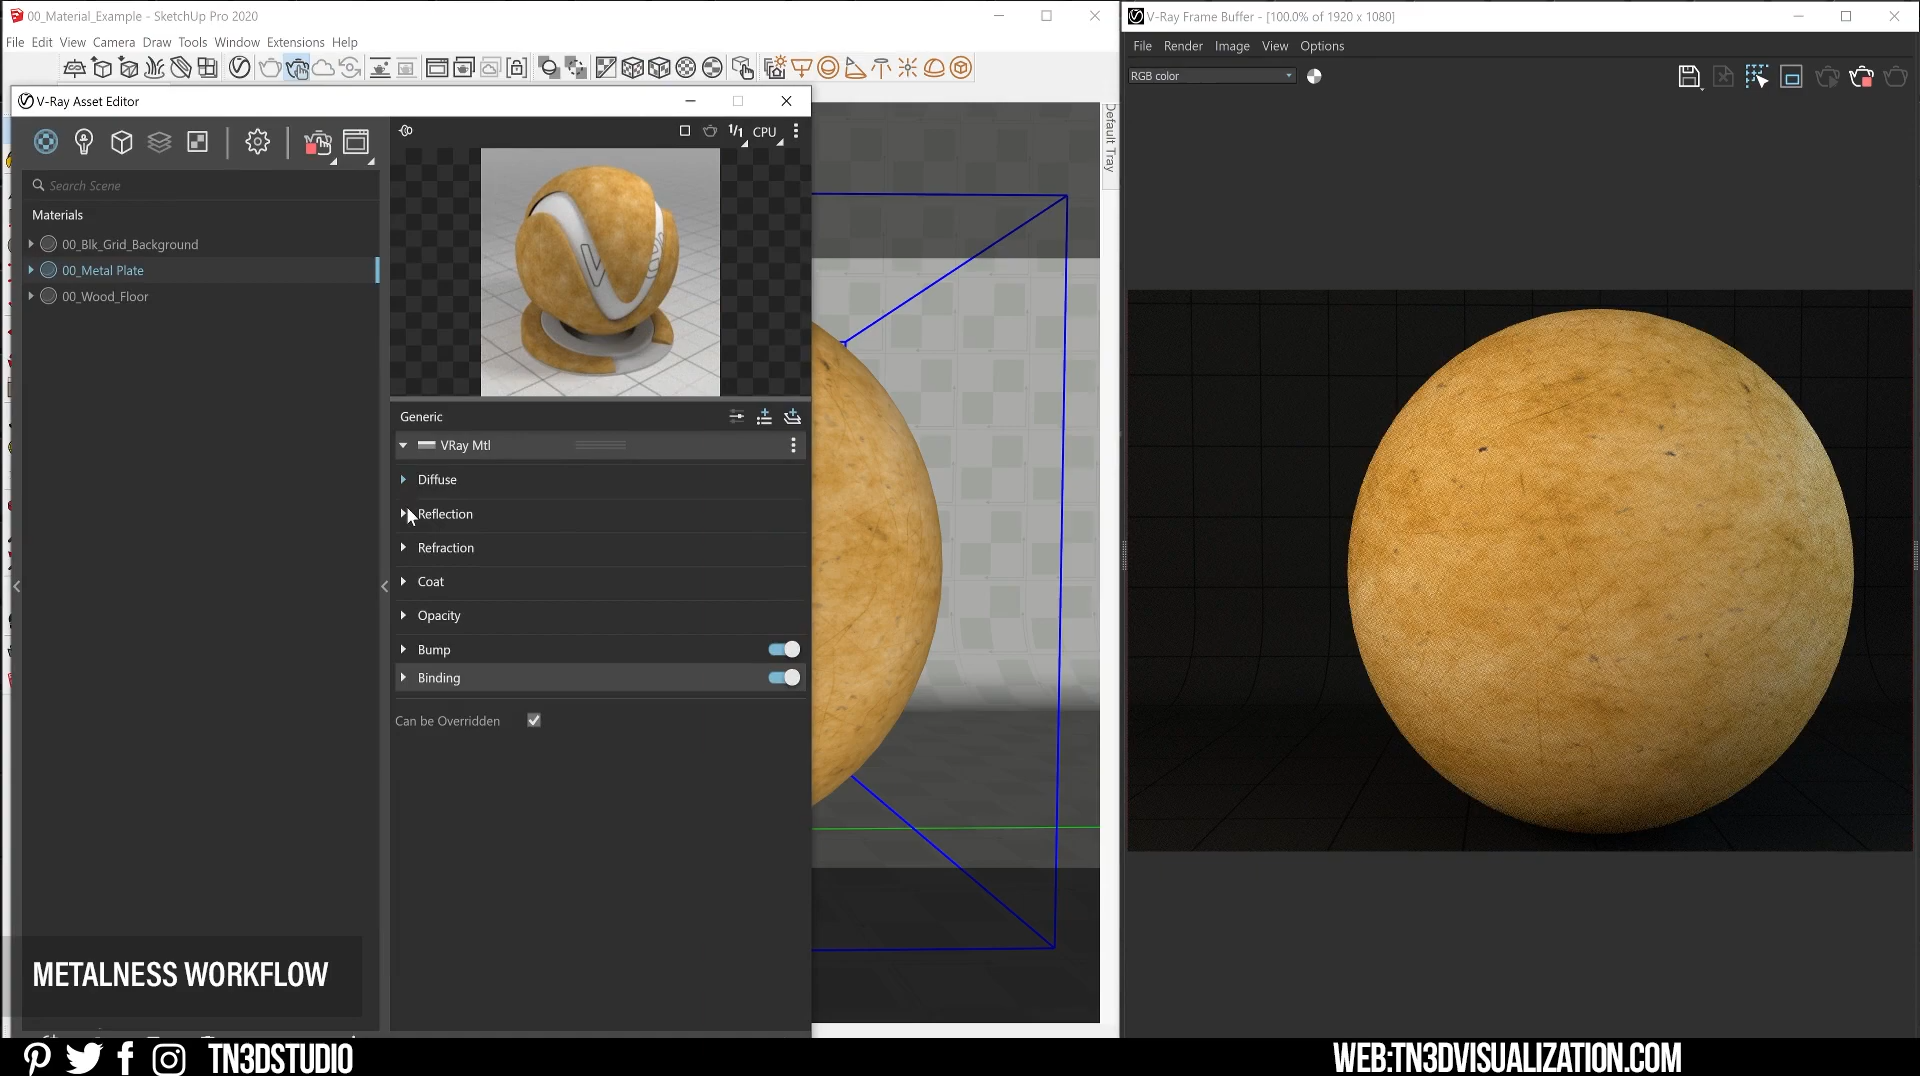 00_Material_Example - SketchUp Pro 2020
File Edit View Camera Draw Tools Window Extensions Help
V-Ray Asset Editor
1/1 CPU
Search Scene
Materials
00_Blk_Grid_Background
00_Metal Plate
00_Wood_Floor
Generic
VRay Mtl
Diffuse
Reflection
Refraction
Coat
Opacity
Bump
Binding
Can be Overridden
Default Tray
V-Ray Frame Buffer - [100.0% of 1920 x 1080]
File Render Image View Options
RGB color
METALNESS WORKFLOW
TN3DSTUDIO
WEB:TN3DVISUALIZATION.COM